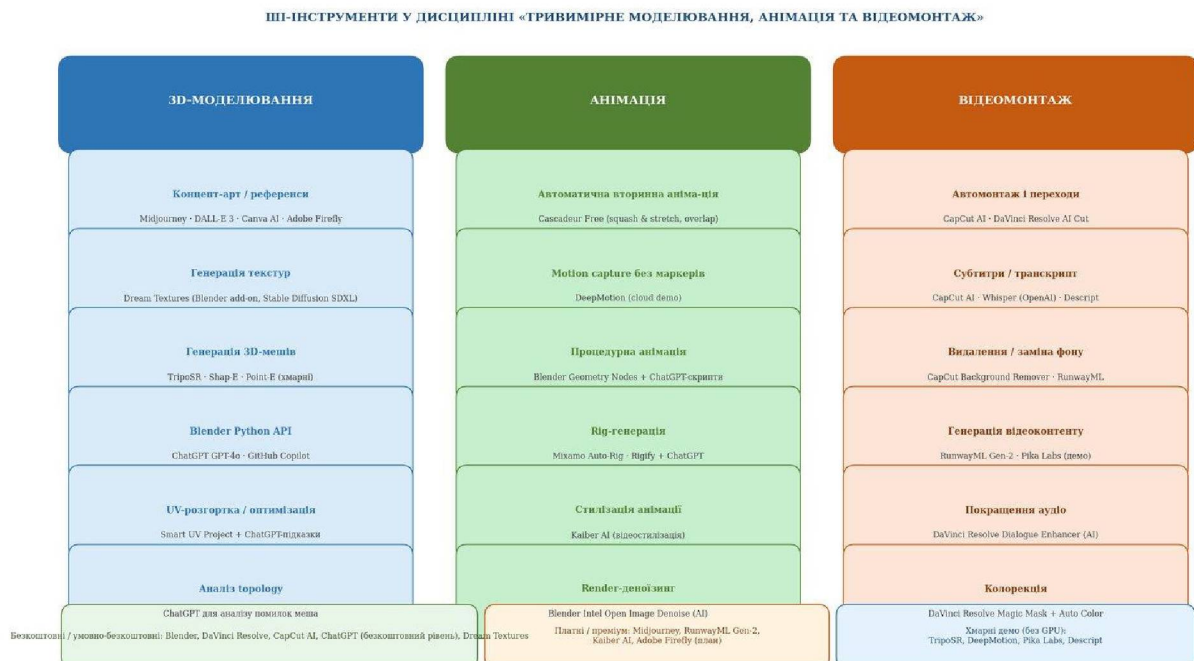 ШІ-ІНСТРУМЕНТИ У ДИСЦИПЛІНІ «ТРИВИМІРНЕ МОДЕЛЮВАННЯ, АНІМАЦІЯ ТА ВІДЕОМОНТАЖ»
3D-МОДЕЛЮВАННЯ
Концепт-арт / референси
Midjourney · DALL-E 3 · Canva AI · Adobe Firefly
Генерація текстур
Dream Textures (Blender add-on, Stable Diffusion SDXL)
Генерація 3D-мешів
TripoSR · Shap-E · Point-E (хмарні)
Blender Python API
ChatGPT GPT-4o · GitHub Copilot
UV-розгортка / оптимізація
Smart UV Project + ChatGPT-підказки
Аналіз topology
ChatGPT для аналізу помилок меша
АНІМАЦІЯ
Автоматична вторинна аніма-ція
Cascadeur Free (squash & stretch, overlap)
Motion capture без маркерів
DeepMotion (cloud demo)
Процедурна анімація
Blender Geometry Nodes + ChatGPT-скрипти
Rig-генерація
Mixamo Auto-Rig · Rigify + ChatGPT
Стилізація анімації
Kaiber AI (відеостилізація)
Render-деноїзинг
Blender Intel Open Image Denoise (AI)
ВІДЕОМОНТАЖ
Автомонтаж і переходи
CapCut AI · DaVinci Resolve AI Cut
Субтитри / транскрипт
CapCut AI · Whisper (OpenAI) · Descript
Видалення / заміна фону
CapCut Background Remover · RunwayML
Генерація відеоконтенту
RunwayML Gen-2 · Pika Labs (демо)
Покращення аудіо
DaVinci Resolve Dialogue Enhancer (AI)
Колорекція
DaVinci Resolve Magic Mask + Auto Color
Безкоштовні / умовно-безкоштовні: Blender, DaVinci Resolve, CapCut AI, ChatGPT (безкоштовний рівень), Dream Textures
Платні / преміум: Midjourney, RunwayML Gen-2,
Kaiber AI, Adobe Firefly (план)
Хмарні демо (без GPU):
TripoSR, DeepMotion, Pika Labs, Descript